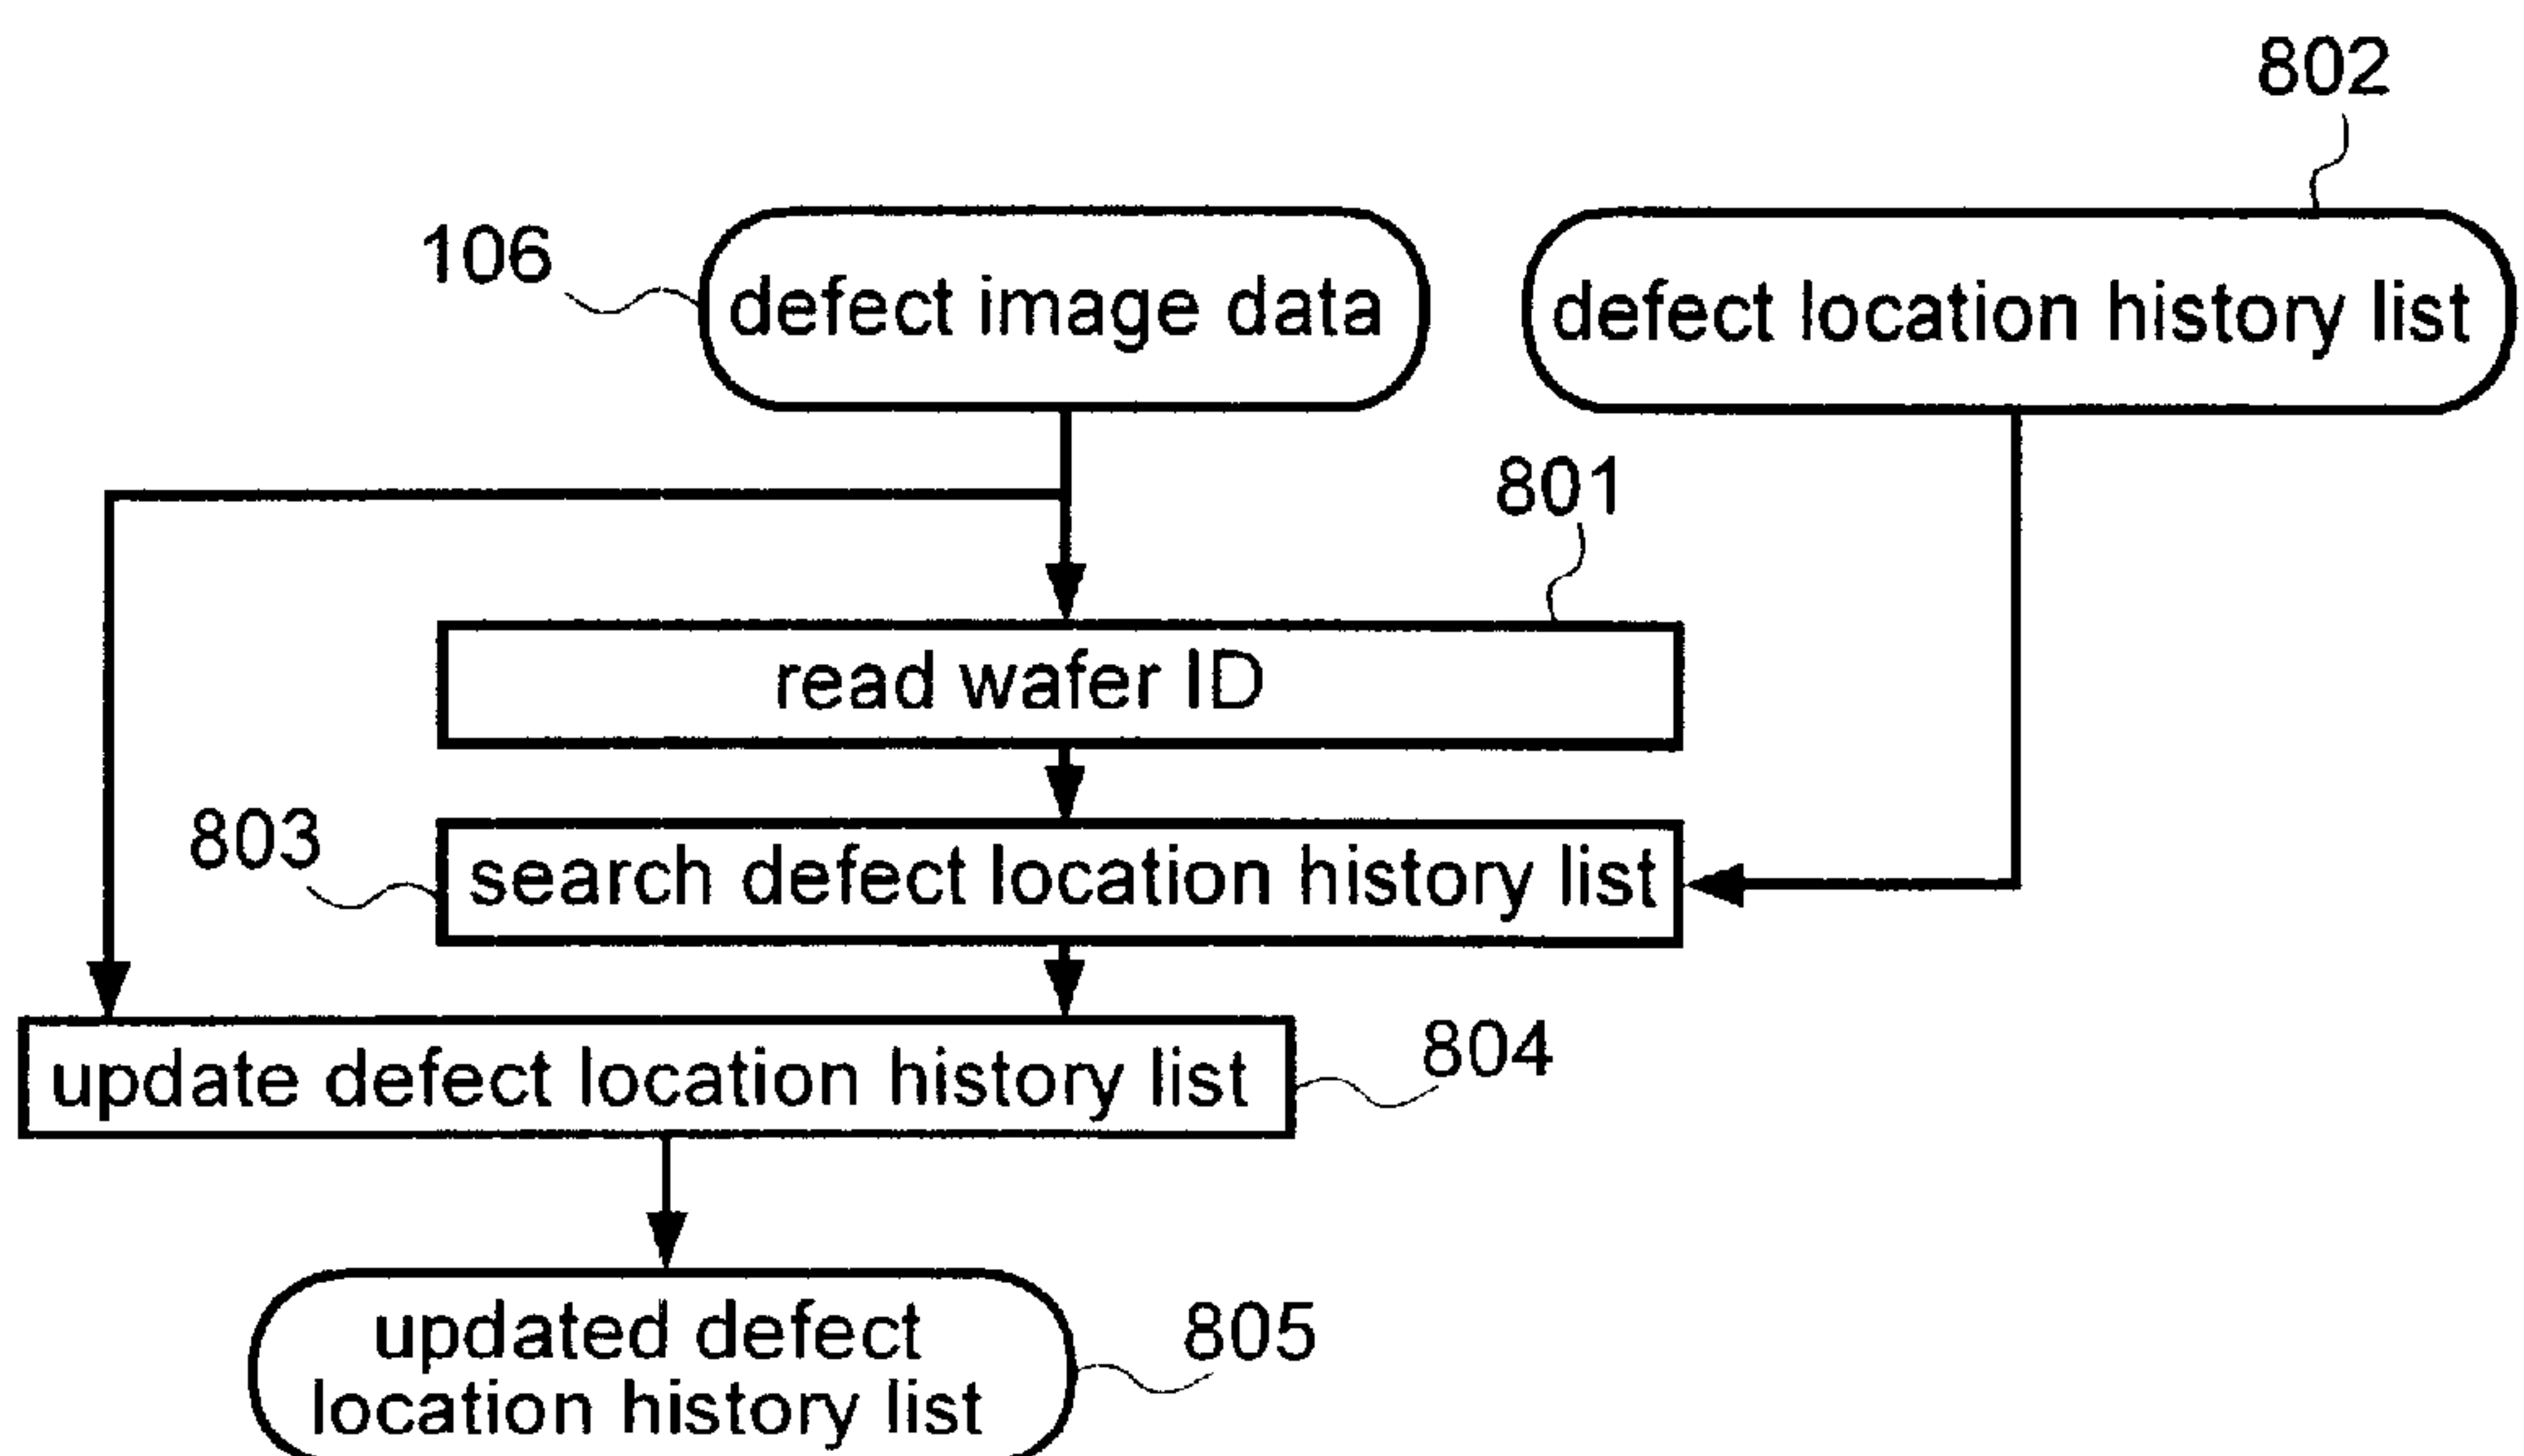 802
106
defect image data
defect location history list
801
read wafer ID
803
search defect location history list
804
update defect location history list
805
updated defect
location history list